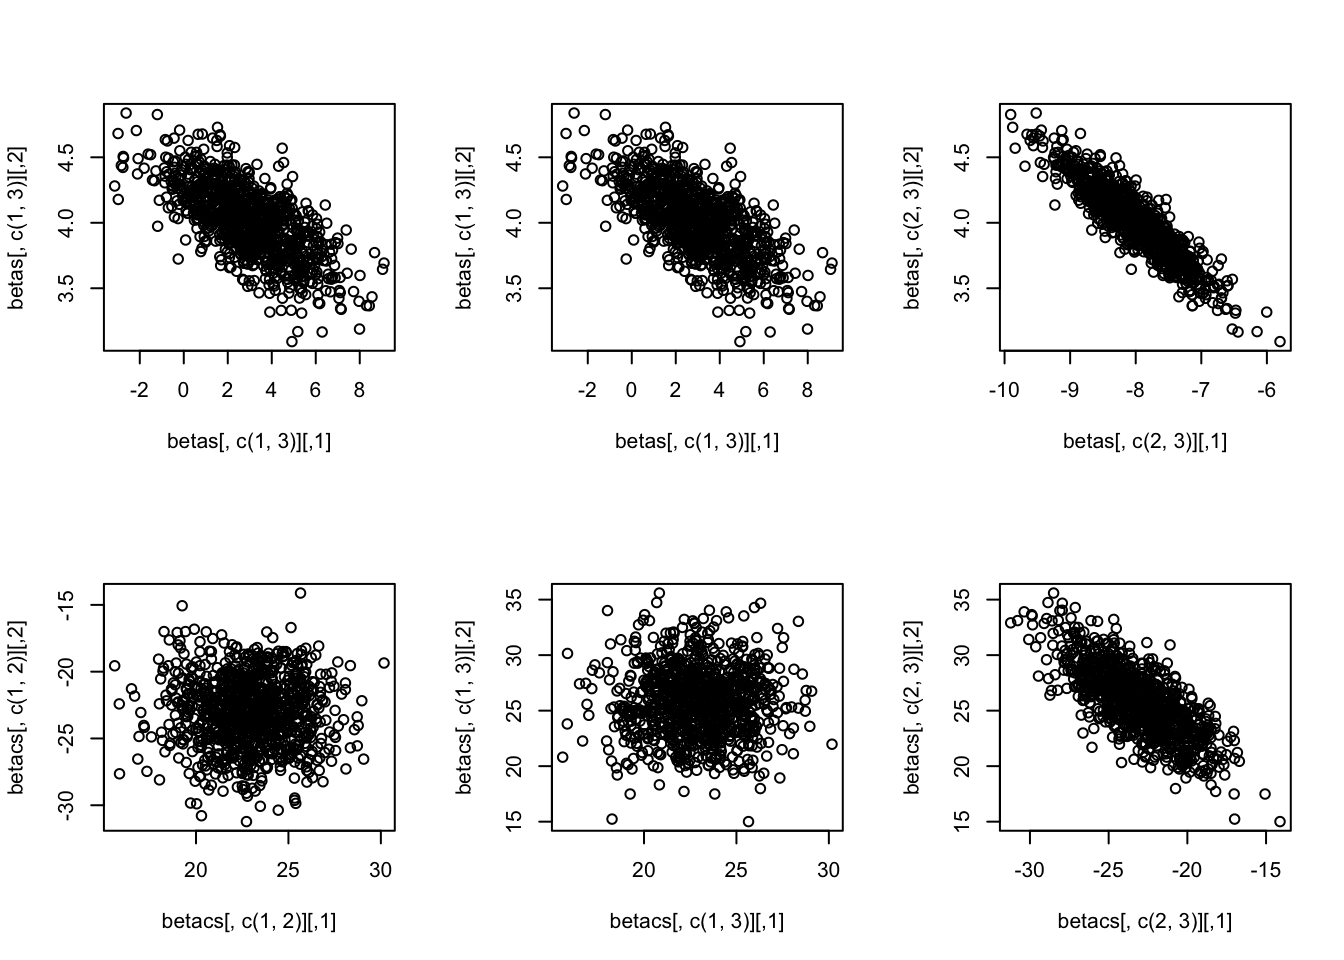 betas[, c(1, 3)][,2]
4.5
4.0
3.5
-2 0 2 4 6 8
betas[, c(1, 3)][,1]
betas[, c(1, 3)][,2]
4.5
4.0
3.5
-2 0 2 4 6 8
betas[, c(1, 3)][,1]
betas[, c(2, 3)][,2]
4.5
4.0
3.5
-10 -9 -8 -7 -6
betas[, c(2, 3)][,1]
betacs[, c(1, 2)][,2]
-15
-20
-25
-30
20 25 30
betacs[, c(1, 2)][,1]
betacs[, c(1, 3)][,2]
35
30
25
20
15
20 25 30
betacs[, c(1, 3)][,1]
betacs[, c(2, 3)][,2]
35
30
25
20
15
-30 -25 -20 -15
betacs[, c(2, 3)][,1]